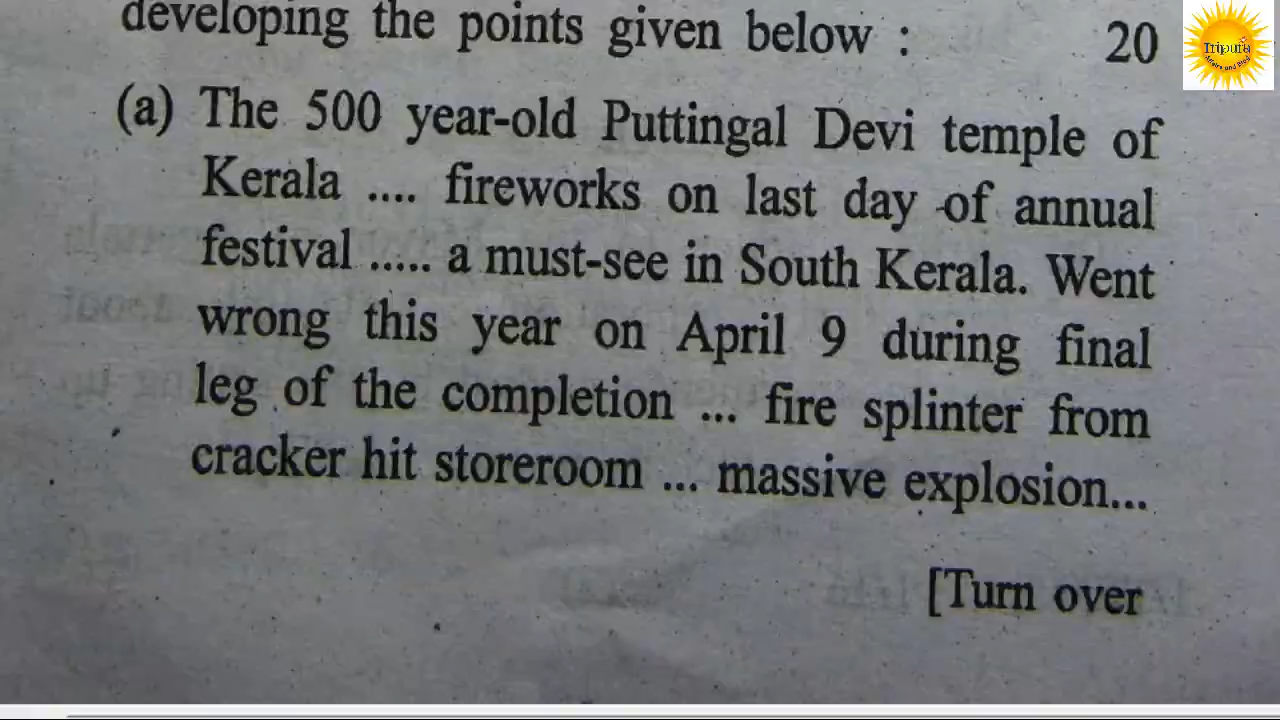 developing the points given below : 20
Tripura
(a) The 500 year-old Puttingal Devi temple of
Kerala .... fireworks on last day of annual
festival ..... a must-see in South Kerala. Went
wrong this year on April 9 during final
leg of the completion ... fire splinter from
cracker hit storeroom ... massive explosion...
[Turn over